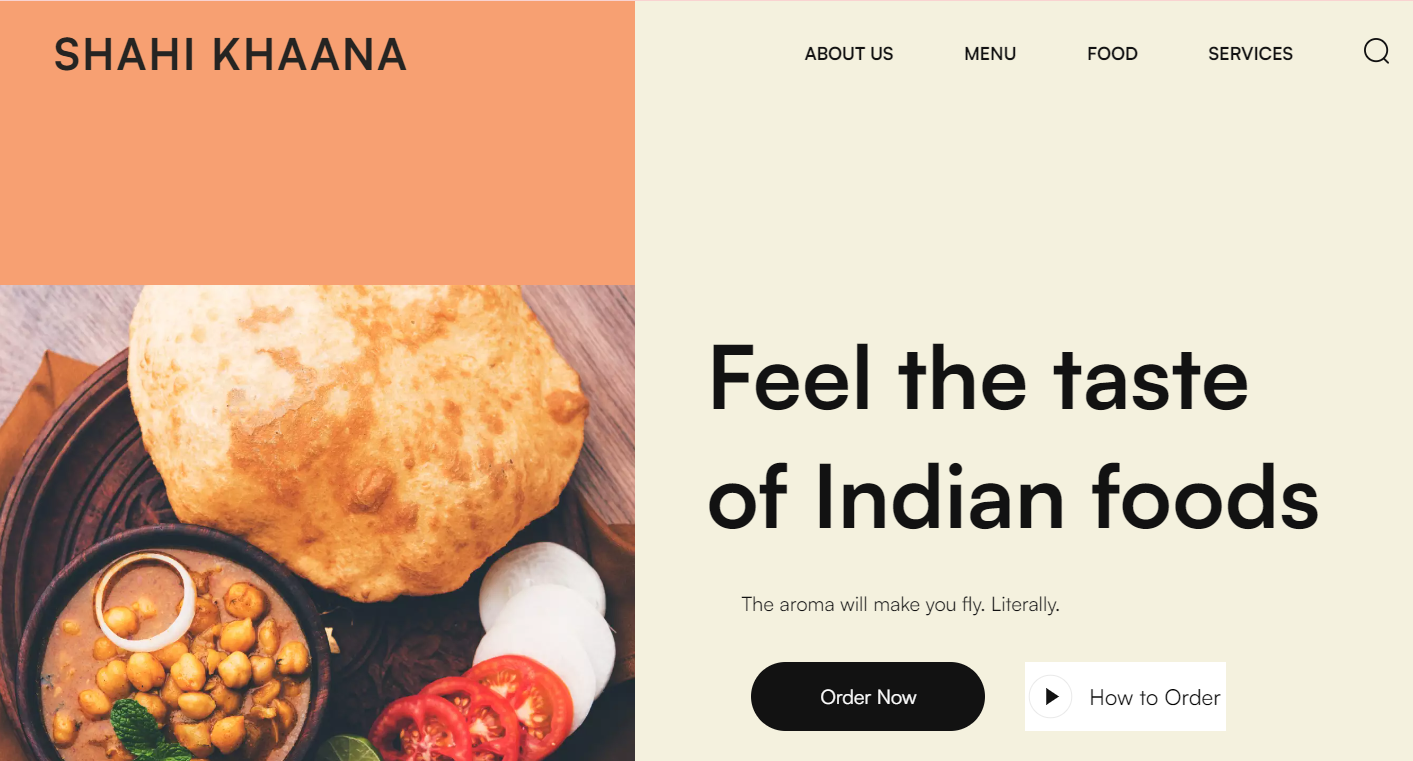 SHAHI KHAANA
ABOUT US
MENU
FOOD
SERVICES
Feel the taste
of Indian foods
The aroma will make you fly. Literally.
Order Now
How to Order